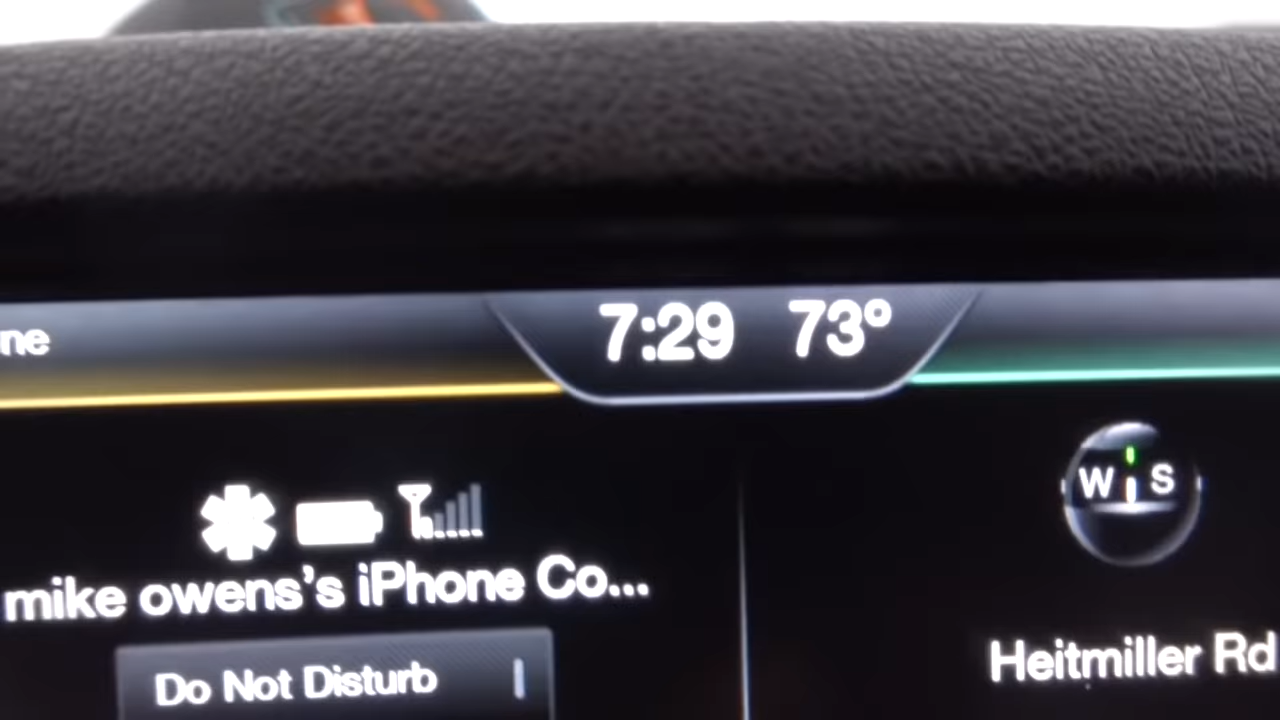 ne
7:29 73°
W S
mike owens's iPhone Co...
Heitmiller Rd
Do Not Disturb